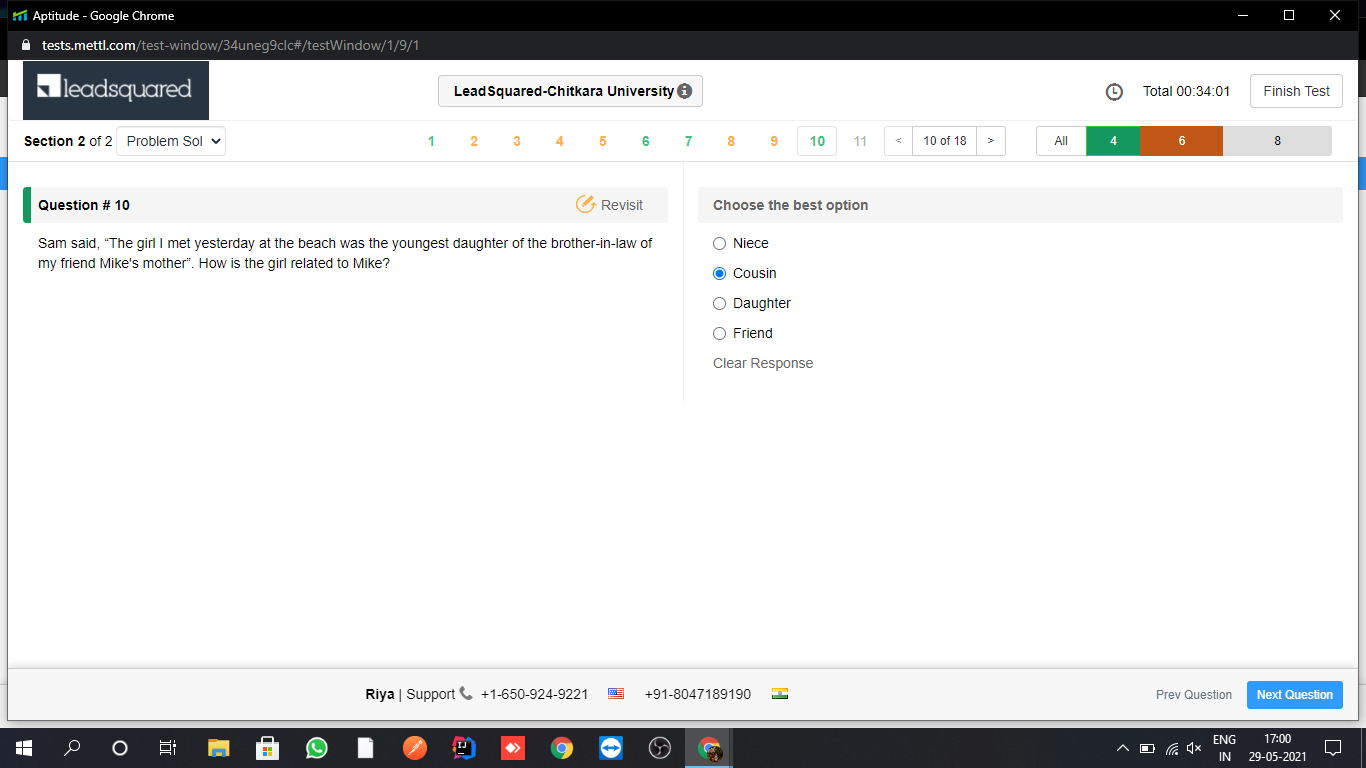 Aptitude - Google Chrome
tests.mettl.com/test-window/34uneg9clc#/testWindow/1/9/1
leadsquared
LeadSquared-Chitkara University
Total 00:34:01
Finish Test
Section 2 of 2
Problem Sol
1 2 3 4 5 6 7 8 9 10 11
< 10 of 18 >
All 4 6 8
Question # 10
Revisit
Sam said, “The girl I met yesterday at the beach was the youngest daughter of the brother-in-law of
my friend Mike's mother”. How is the girl related to Mike?
Choose the best option
Niece
Cousin
Daughter
Friend
Clear Response
Riya | Support +1-650-924-9221 +91-8047189190
Prev Question
Next Question
ENG
IN
17:00
29-05-2021